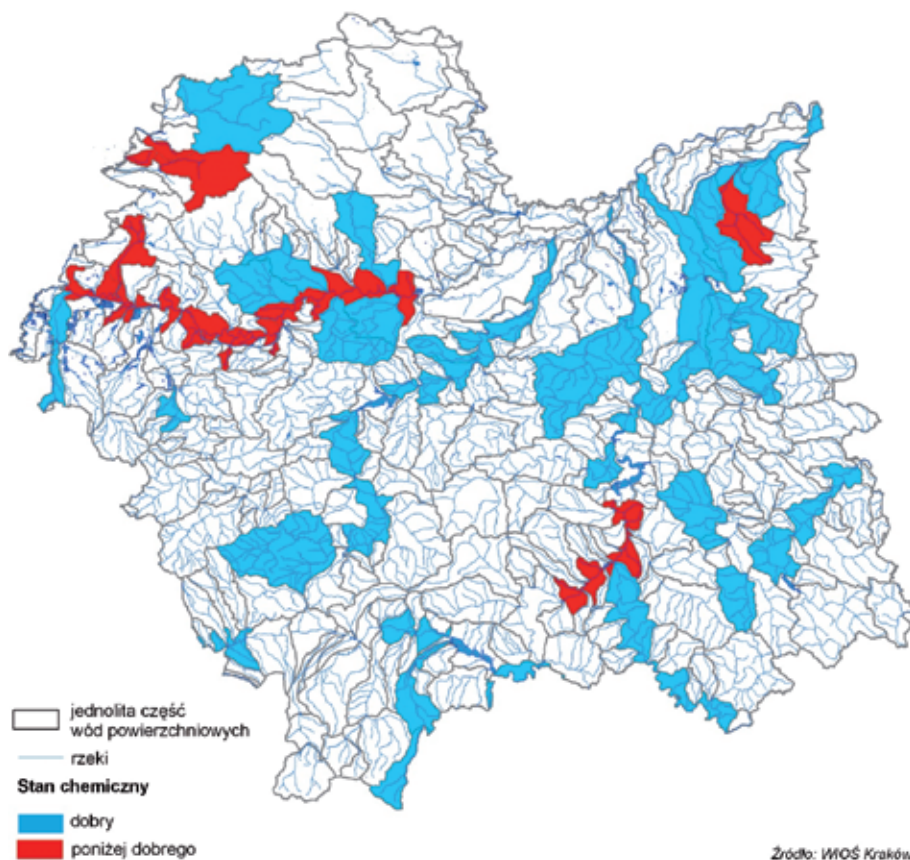 jednolita część
wód powierzchniowych
rzeki
Stan chemiczny
dobry
poniżej dobrego
Źródło: WIOŚ Kraków